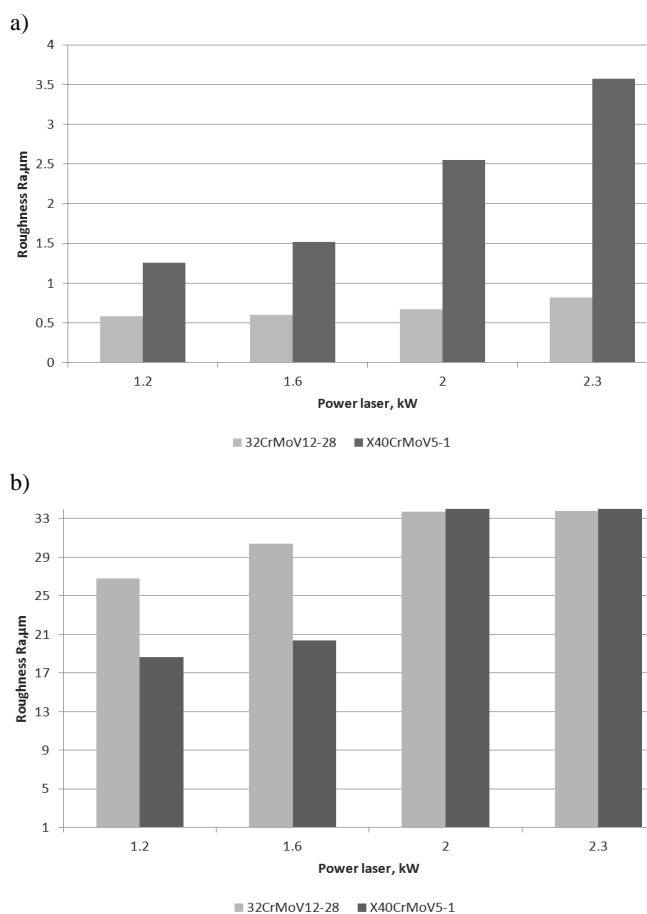 a)
4
3.5
3
2.5
2
1.5
1
0.5
0
Roughness Ra,µm
1.2 1.6 2 2.3
Power laser, kW
32CrMoV12-28 X40CrMoV5-1
b)
33
29
25
21
17
13
9
5
1
Roughness Ra,µm
1.2 1.6 2 2.3
Power laser, kW
32CrMoV12-28 X40CrMoV5-1